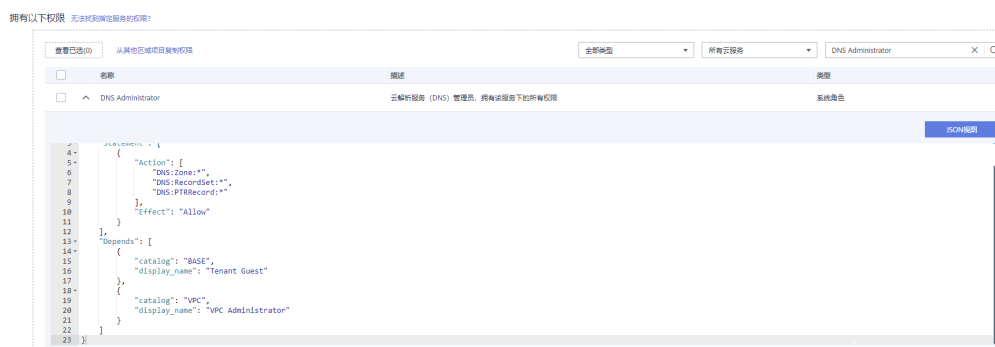 拥有以下权限 无法找到指定服务的权限?
查看已选(0) 从其他区域项目复制权限 全部类型 所有云服务 DNS Administrator
名称 描述 类型
DNS Administrator 云解析服务 (DNS) 管理员,拥有该服务下的所有权限 系统角色
JSON视图
3 "Statement": [
4 {
5 "Action": [
6 "DNS:Zone:*",
7 "DNS:RecordSet:*",
8 "DNS:PTRRecord:*"
9 ],
10 "Effect": "Allow"
11 }
12 ],
13 "Depends": [
14 {
15 "catalog": "BASE",
16 "display_name": "Tenant Guest"
17 },
18 {
19 "catalog": "VPC",
20 "display_name": "VPC Administrator"
21 }
22 ]
23 }